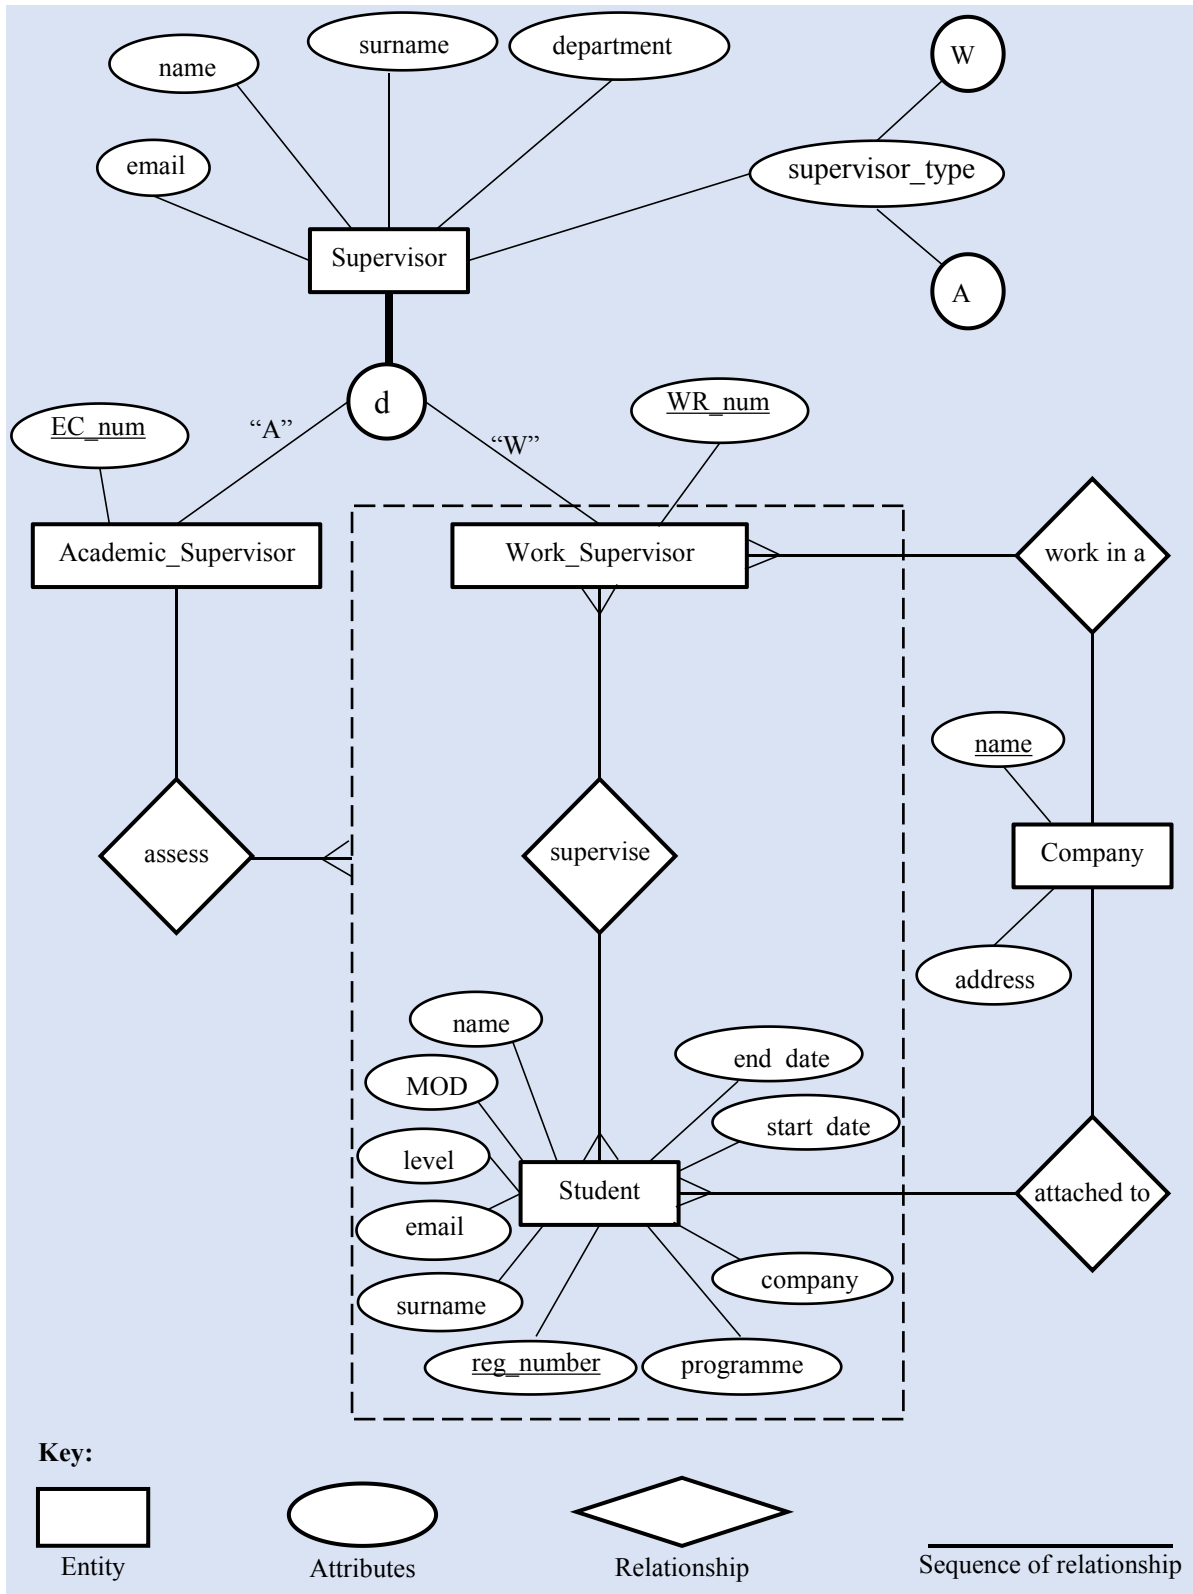 surname
department
name
W
email
supervisor_type
Supervisor
A
d
WR_num
EC_num
“A”
“W”
Academic_Supervisor
Work_Supervisor
work in a
name
assess
supervise
Company
address
name
end date
MOD
start date
level
Student
attached to
email
company
surname
reg_number
programme
Key:
Entity
Attributes
Relationship
Sequence of relationship